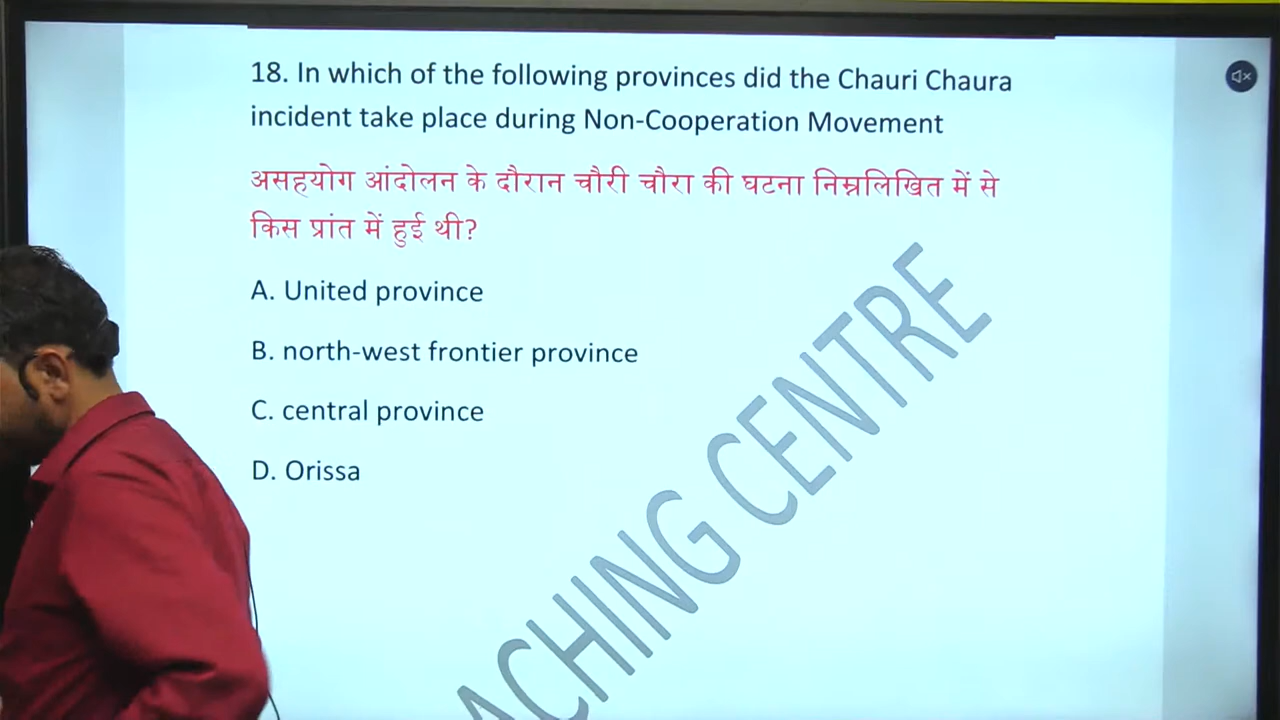 18. In which of the following provinces did the Chauri Chaura
incident take place during Non-Cooperation Movement
असहयोग आंदोलन के दौरान चौरी चौरा की घटना निम्नलिखित में से
किस प्रांत में हुई थी?
A. United province
B. north-west frontier province
C. central province
D. Orissa
ACHING CENTRE